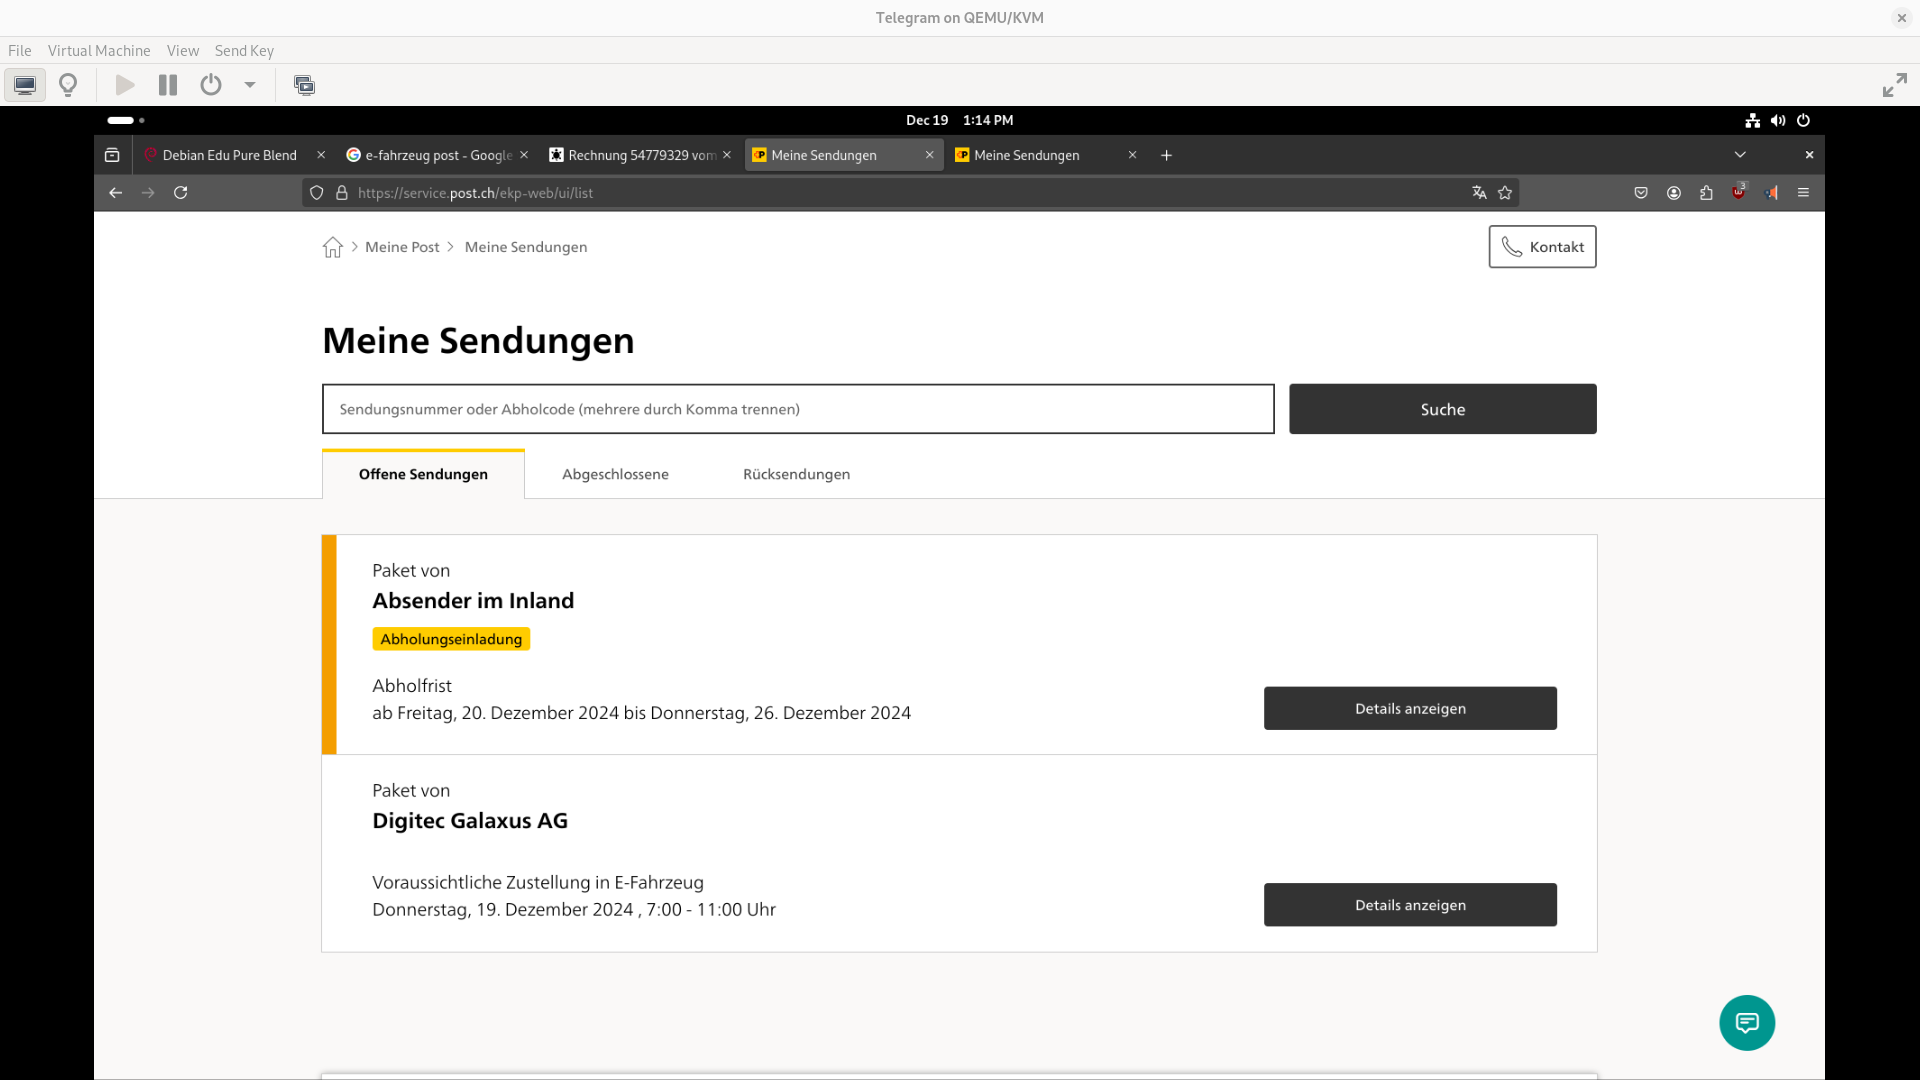 Telegram on QEMU/KVM
File Virtual Machine View Send Key
Dec 19 1:14 PM
Debian Edu Pure Blend
e-fahrzeug post - Google
Rechnung 54779329 vom
Meine Sendungen
Meine Sendungen
https://service.post.ch/ekp-web/ui/list
3
Meine Post
Meine Sendungen
Kontakt
Meine Sendungen
Sendungsnummer oder Abholcode (mehrere durch Komma trennen)
Suche
Offene Sendungen
Abgeschlossene
Rücksendungen
Paket von
Absender im Inland
Abholungseinladung
Abholfrist
ab Freitag, 20. Dezember 2024 bis Donnerstag, 26. Dezember 2024
Details anzeigen
Paket von
Digitec Galaxus AG
Voraussichtliche Zustellung in E-Fahrzeug
Donnerstag, 19. Dezember 2024 , 7:00 - 11:00 Uhr
Details anzeigen